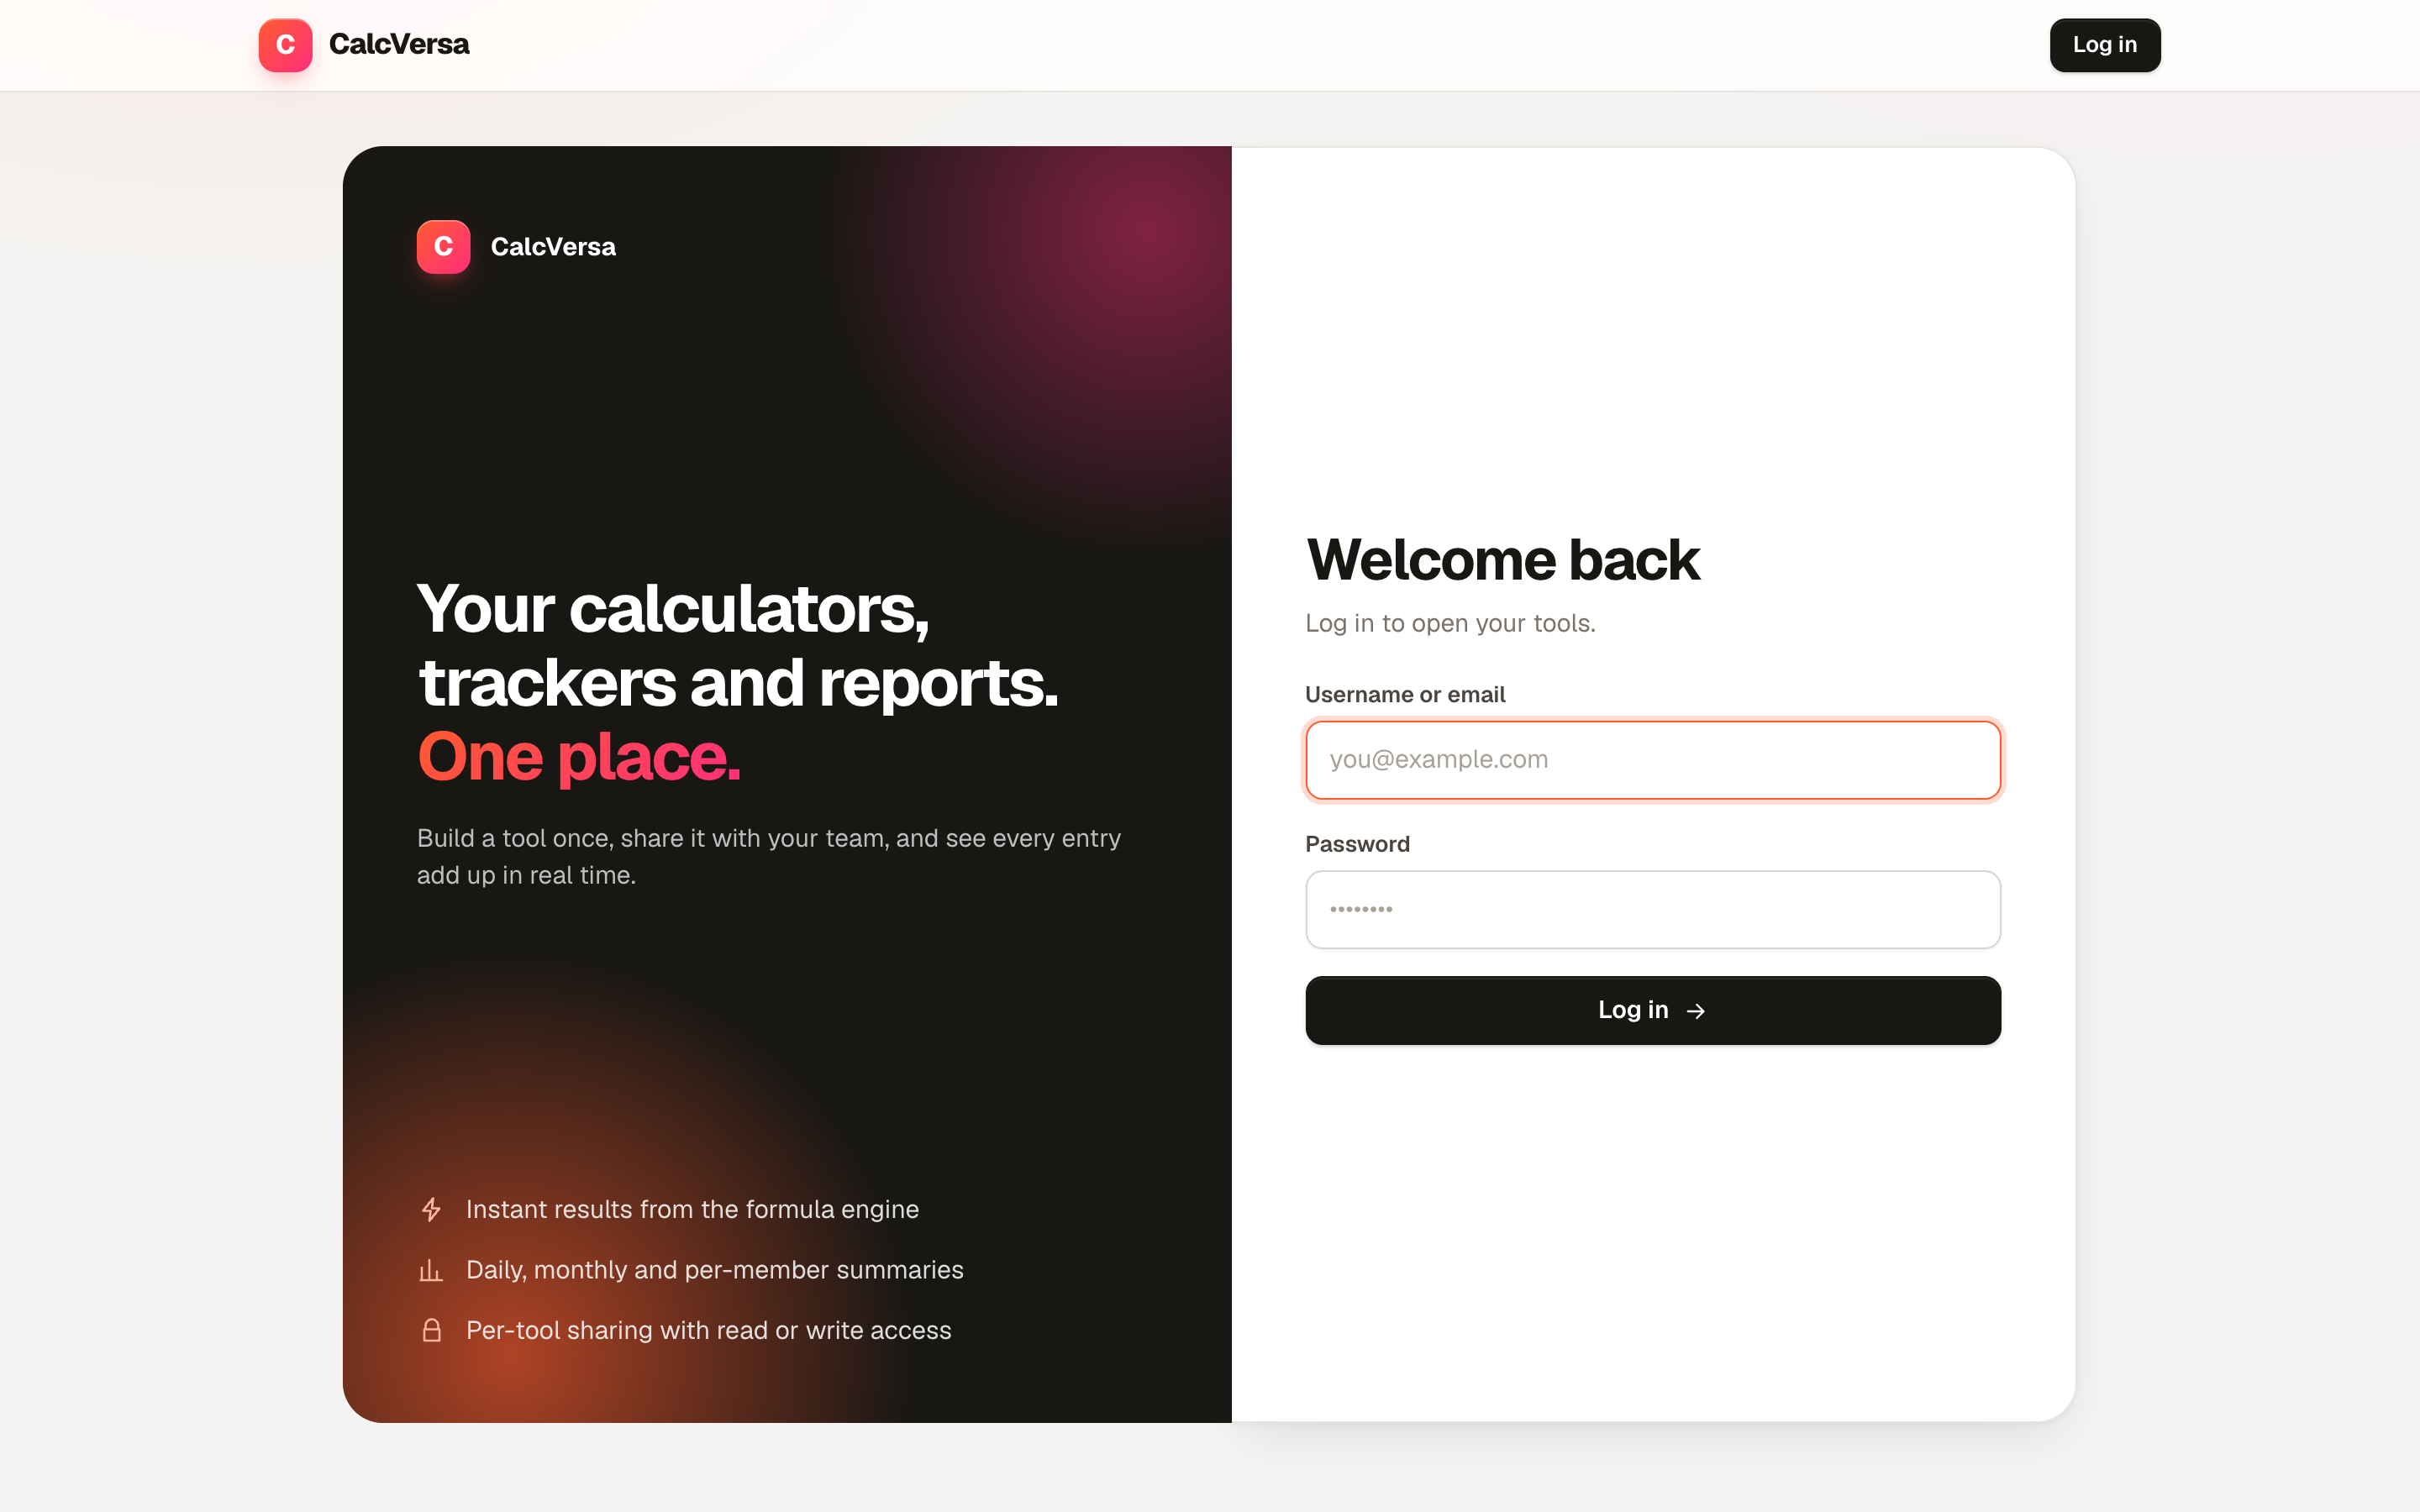 C CalcVersa
Log in
C CalcVersa
Your calculators,
trackers and reports.
One place.
Build a tool once, share it with your team, and see every entry
add up in real time.
Instant results from the formula engine
Daily, monthly and per-member summaries
Per-tool sharing with read or write access
Welcome back
Log in to open your tools.
Username or email
you@example.com
Password
••••••••
Log in →